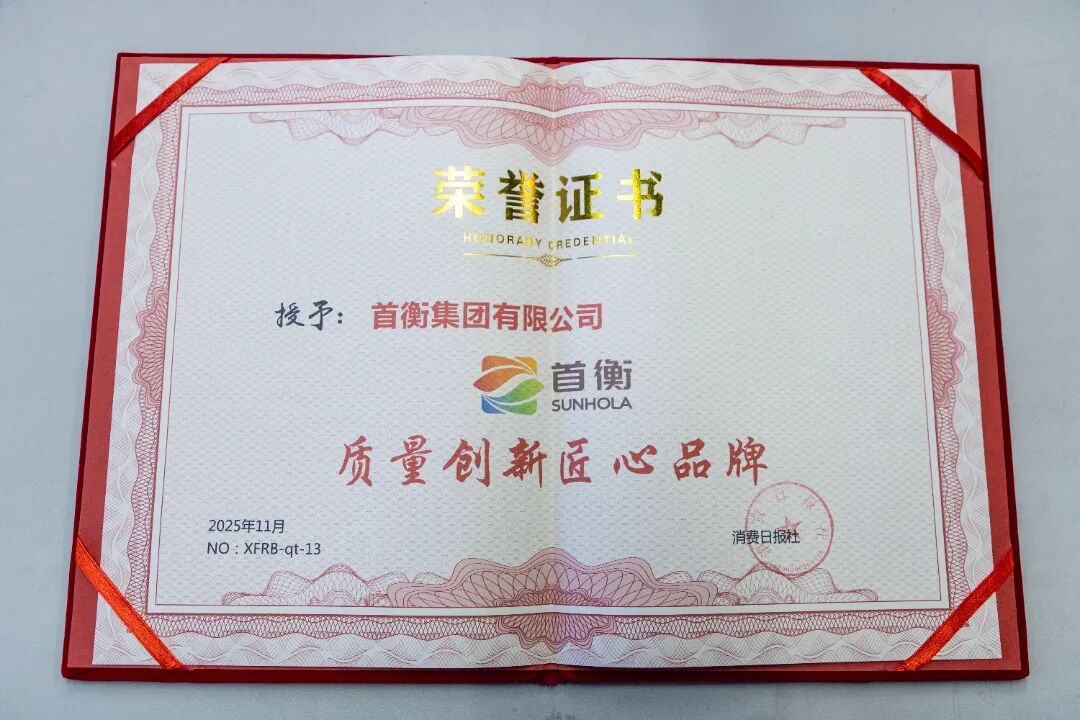 荣誉证书
HONORARY CREDENTIAL
授予：首衡集团有限公司
首衡
SUNHOLA
质量创新匠心品牌
2025年11月
NO：XFRB-qt-13
消费日报社